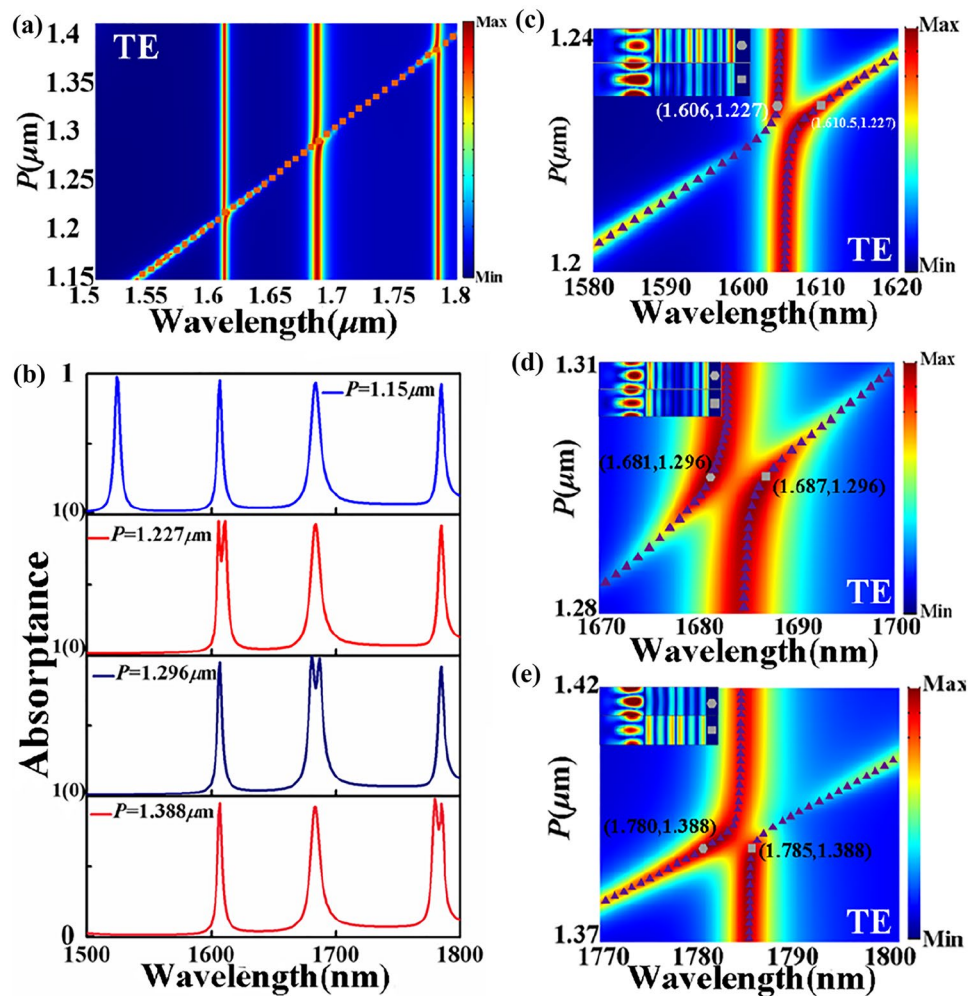 (a)
TE
1.4
1.35
1.3
1.25
1.2
1.15
P(μm)
1.5 1.55 1.6 1.65 1.7 1.75 1.8
Wavelength(μm)
Max
Min
(b)
Absorptance
1
P=1.15μm
1(0)
P=1.227μm
1(0)
P=1.296μm
1(0)
P=1.388μm
0
1500 1600 1700 1800
Wavelength(nm)
(c)
1.24
P(μm)
1.2
(1.606,1.227)
(1.610.5,1.227)
TE
1580 1590 1600 1610 1620
Wavelength(nm)
Max
Min
(d)
1.31
P(μm)
1.28
(1.681,1.296)
(1.687,1.296)
TE
1670 1680 1690 1700
Wavelength(nm)
Max
Min
(e)
1.42
P(μm)
1.37
(1.780,1.388)
(1.785,1.388)
TE
1770 1780 1790 1800
Wavelength(nm)
Max
Min